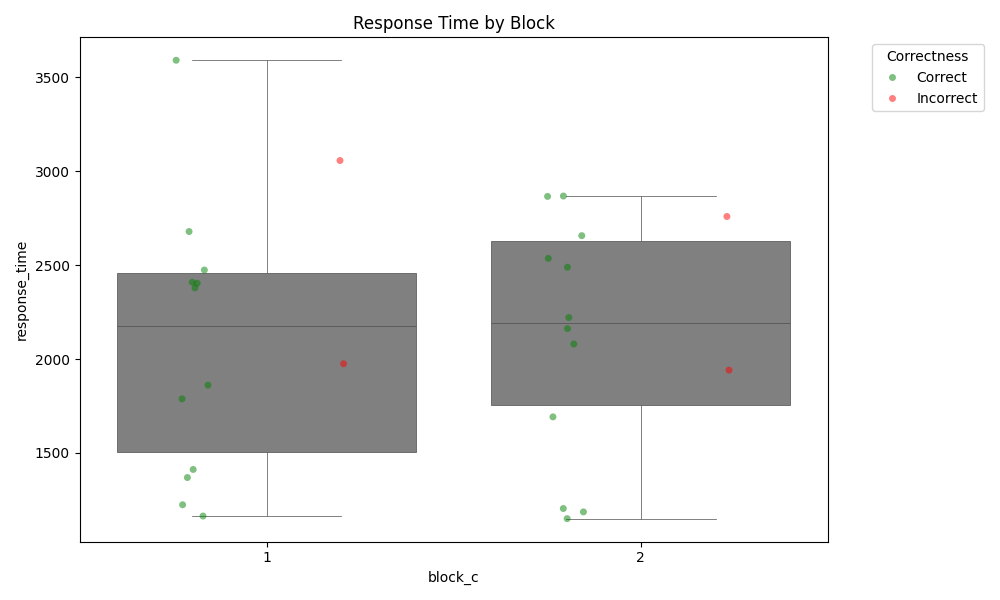 Response Time by Block
Correctness
Correct
Incorrect
3500
3000
2500
2000
1500
response_time
1
2
block_c